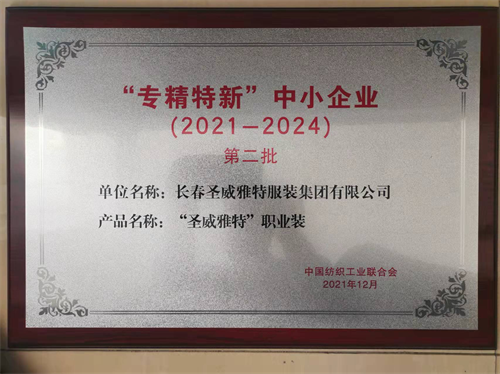 “专精特新”中小企业
(2021—2024)
第二批
单位名称：长春圣威雅特服装集团有限公司
产品名称：“圣威雅特”职业装
中国纺织工业联合会
2021年12月